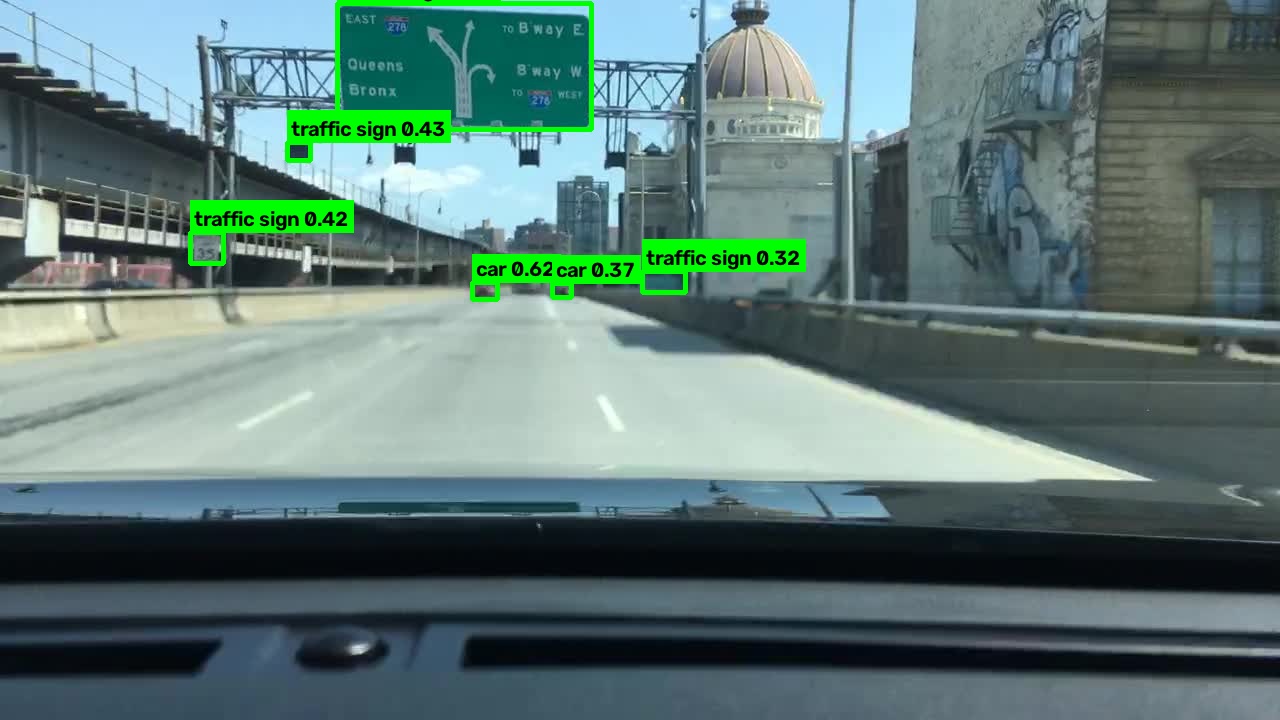 EAST 278
TO B'way E
Queens
B'way W
Bronx
TO 278 WEST
traffic sign 0.43
traffic sign 0.42
traffic sign 0.32
car 0.62
car 0.37
35